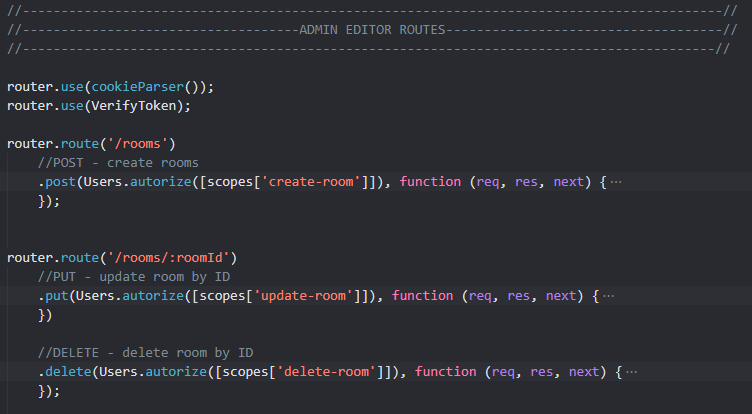 //-------------------------------------------------------------------------------------------//
//------------------------------------ADMIN EDITOR ROUTES------------------------------------//
//------------------------------------------------------------------------------------------//
router.use(cookieParser());
router.use(VerifyToken);
router.route('/rooms')
//POST - create rooms
.post(Users.autorize([scopes['create-room']]), function (req, res, next) {···
});
router.route('/rooms/:roomId')
//PUT - update room by ID
.put(Users.autorize([scopes['update-room']]), function (req, res, next) {···
})
//DELETE - delete room by ID
.delete(Users.autorize([scopes['delete-room']]), function (req, res, next) {···
});